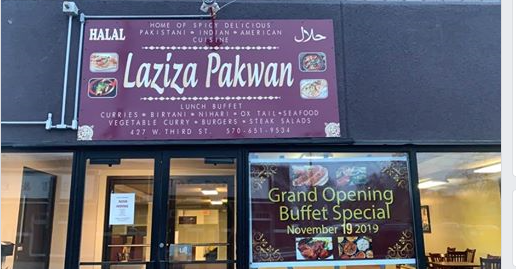 HALAL
HOME OF SPICY DELICIOUS
PAKISTANI * INDIAN * AMERICAN
CUISINE
حلال
Laziza Pakwan
LUNCH BUFFET
CURRIES * BIRYANI * NIHARI * OX TAIL * SEAFOOD
VEGETABLE CURRY * BURGERS * STEAK SALADS
427 W. THIRD ST. 570-651-9534
Grand Opening
Buffet Special
November 19 2019